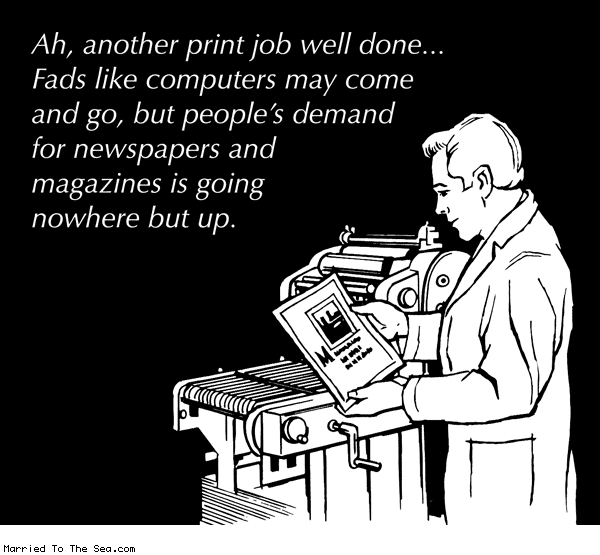 Ah, another print job well done...
Fads like computers may come
and go, but people's demand
for newspapers and
magazines is going
nowhere but up.
Married To The Sea.com